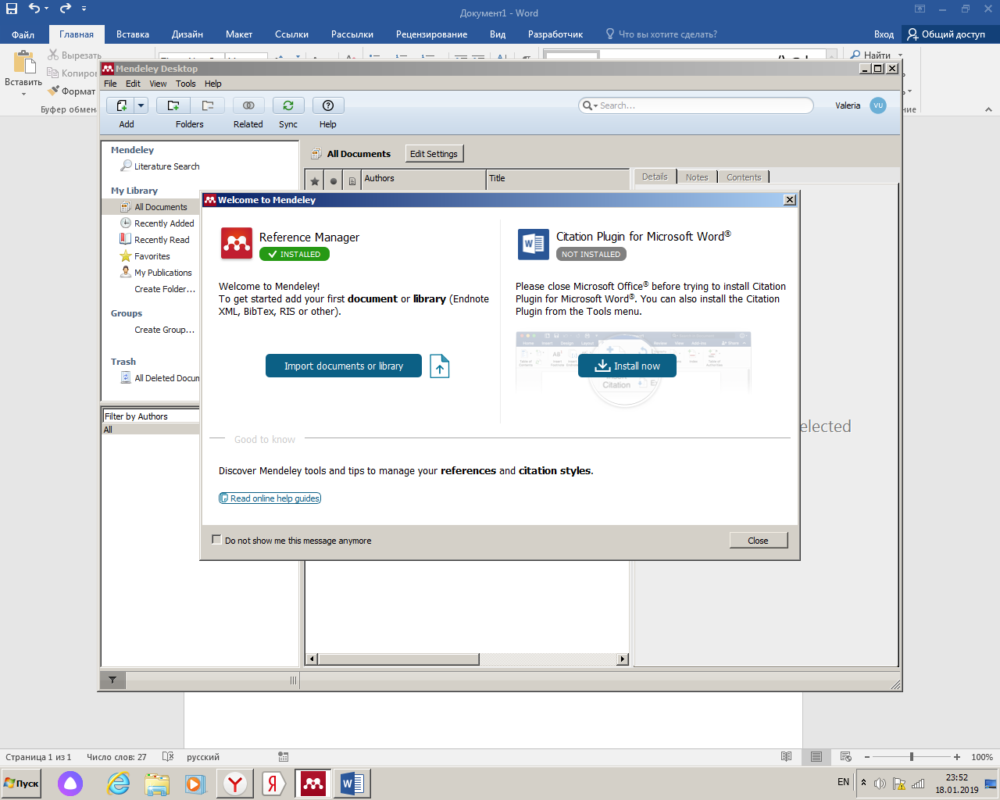 Документ1 - Word
Файл
Главная
Вставка
Дизайн
Макет
Ссылки
Рассылки
Рецензирование
Вид
Разработчик
Что вы хотите сделать?
Вход
Общий доступ
Вставить
Вырезать
Копиров
Формат
Буфер обмен
Найти
ние
Mendeley Desktop
File Edit View Tools Help
Add
Folders
Related
Sync
Help
Search...
Valeria
VU
Mendeley
Literature Search
My Library
All Documents
Recently Added
Recently Read
Favorites
My Publications
Create Folder...
Groups
Create Group...
Trash
All Deleted Docum
Filter by Authors
All
All Documents
Edit Settings
Authors
Title
Details
Notes
Contents
elected
Welcome to Mendeley
Reference Manager
INSTALLED
Welcome to Mendeley!
To get started add your first document or library (Endnote
XML, BibTex, RIS or other).
Import documents or library
Citation Plugin for Microsoft Word®
NOT INSTALLED
Please close Microsoft Office® before trying to install Citation
Plugin for Microsoft Word®. You can also install the Citation
Plugin from the Tools menu.
Install now
Citation
Good to know
Discover Mendeley tools and tips to manage your references and citation styles.
Read online help guides
Do not show me this message anymore
Close
Страница 1 из 1
Число слов: 27
русский
100%
Пуск
EN
23:52
18.01.2019